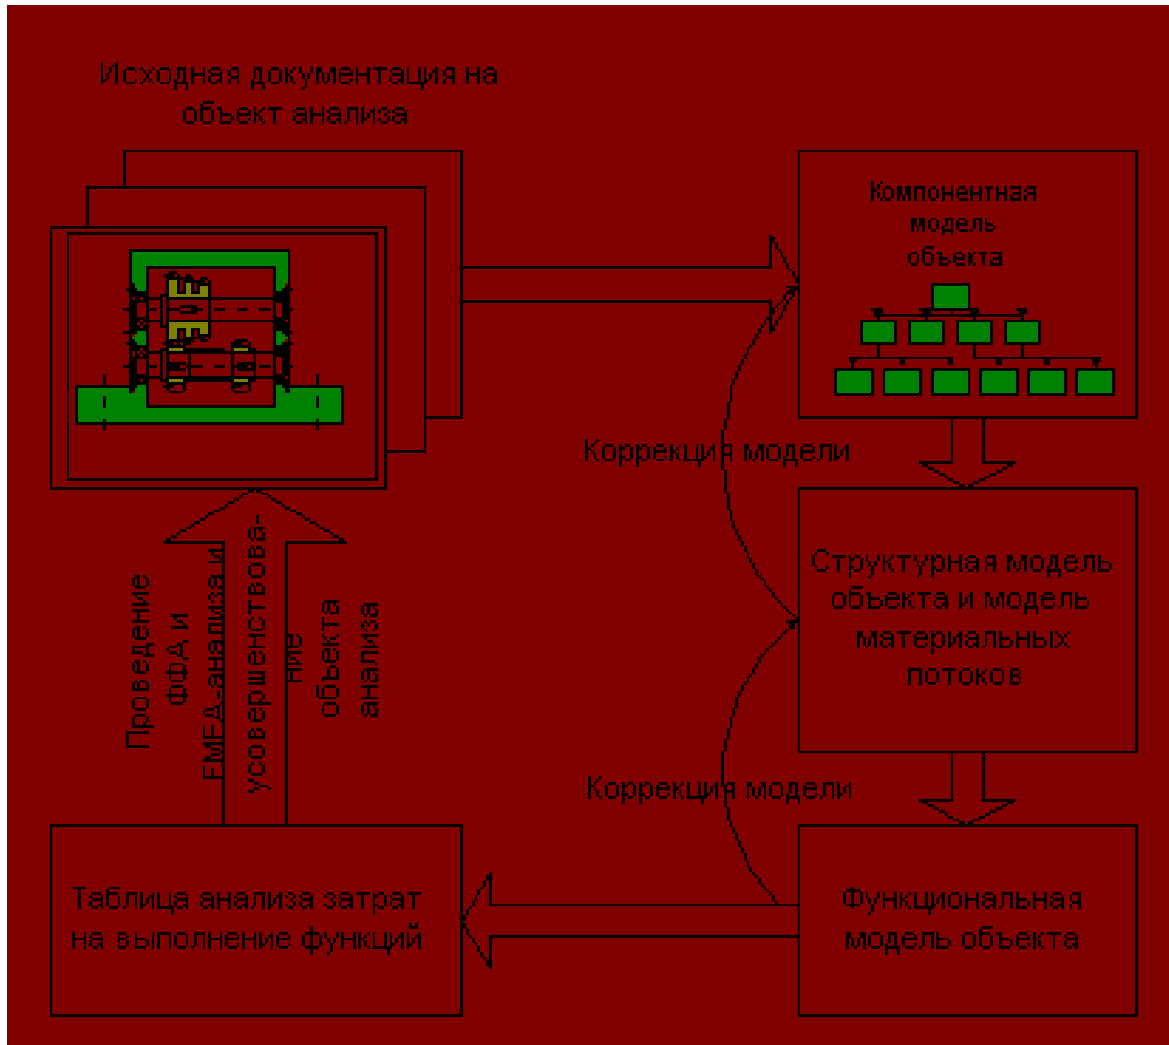 Исходная документация на
объект анализа
Компонентная
модель
объекта
Коррекция модели
Структурная модель
объекта и модель
материальных
потоков
Коррекция модели
Функциональная
модель объекта
Таблица анализа затрат
на выполнение функций
Проведение
ФФА и
FMEA-анализа и
усовершенствова-
ние
объекта
анализа